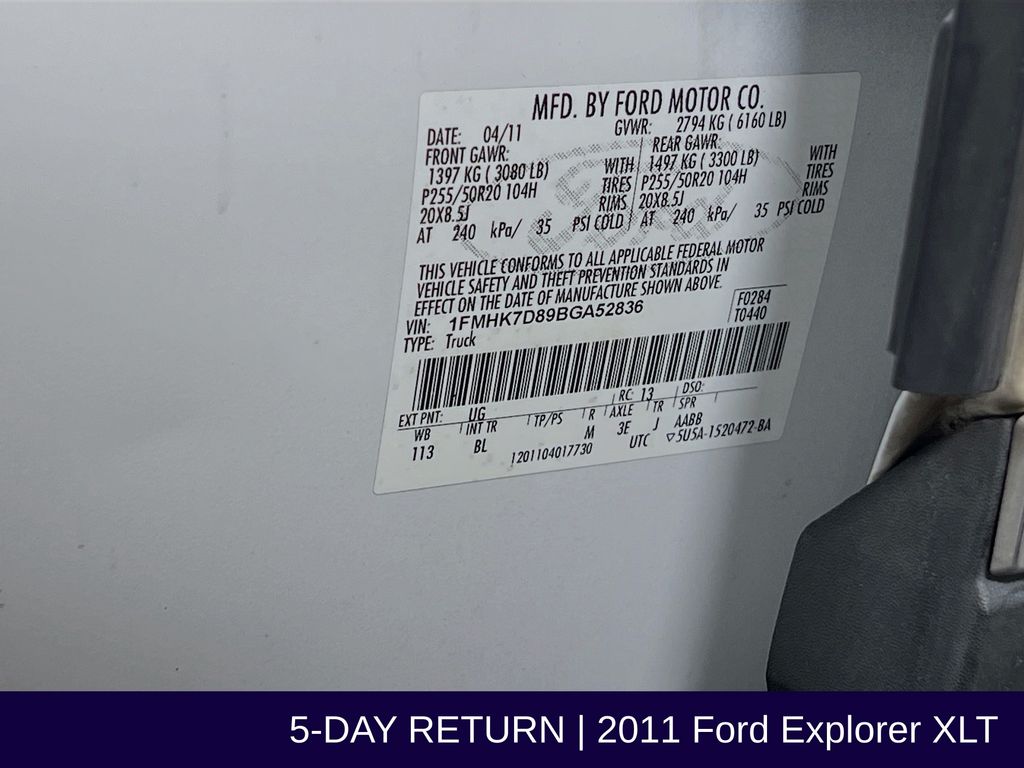 MFD. BY FORD MOTOR CO.
DATE: 04/11 GVWR: 2794 KG ( 6160 LB)
FRONT GAWR: REAR GAWR:
1397 KG ( 3080 LB) WITH 1497 KG ( 3300 LB) WITH
P255/50R20 104H TIRES P255/50R20 104H TIRES
20X8.5J RIMS 20X8.5J RIMS
AT 240 kPa/ 35 PSI COLD AT 240 kPa/ 35 PSI COLD
THIS VEHICLE CONFORMS TO ALL APPLICABLE FEDERAL MOTOR
VEHICLE SAFETY AND THEFT PREVENTION STANDARDS IN
EFFECT ON THE DATE OF MANUFACTURE SHOWN ABOVE.
VIN: 1FMHK7D89BGA52836 F0284
TYPE: Truck T0440
EXT PNT: UG RC: 13 DSO:
WB INT TR TP/PS R AXLE TR SPR
113 BL M 3E J AABB
1201104017730 UTC ▽5U5A-1520472-BA
5-DAY RETURN | 2011 Ford Explorer XLT